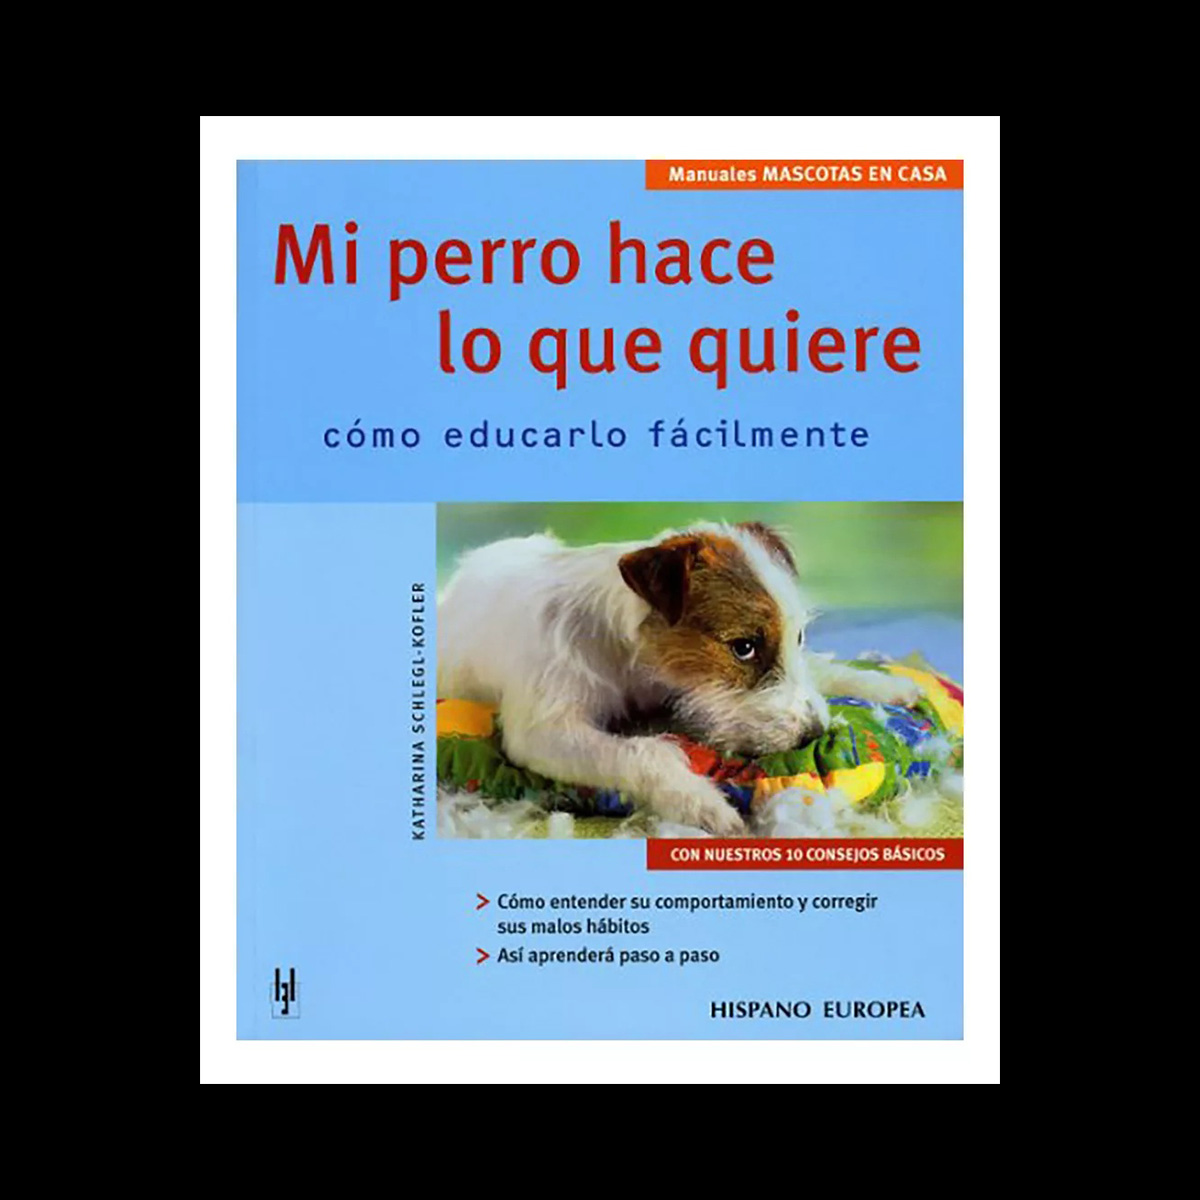 Manuales MASCOTAS EN CASA
Mi perro hace
lo que quiere
cómo educarlo fácilmente
KATHARINA SCHLEGL-KOFLER
CON NUESTROS 10 CONSEJOS BÁSICOS
> Cómo entender su comportamiento y corregir
sus malos hábitos
> Así aprenderá paso a paso
HISPANO EUROPEA